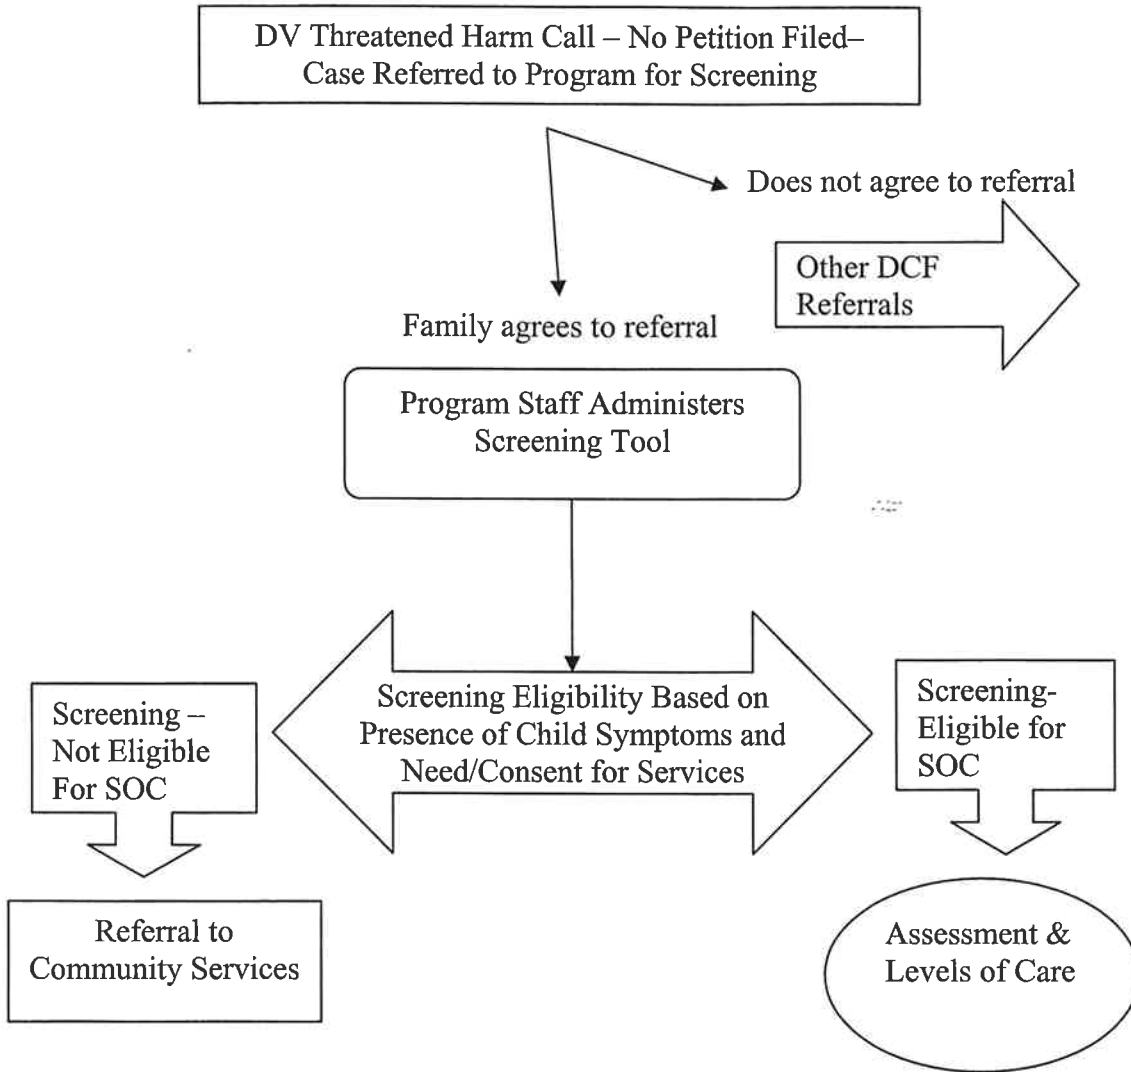 DV Threatened Harm Call – No Petition Filed–
Case Referred to Program for Screening
Does not agree to referral
Other DCF
Referrals
Family agrees to referral
Program Staff Administers
Screening Tool
Screening Eligibility Based on
Presence of Child Symptoms and
Need/Consent for Services
Screening –
Not Eligible
For SOC
Screening-
Eligible for
SOC
Referral to
Community Services
Assessment &
Levels of Care